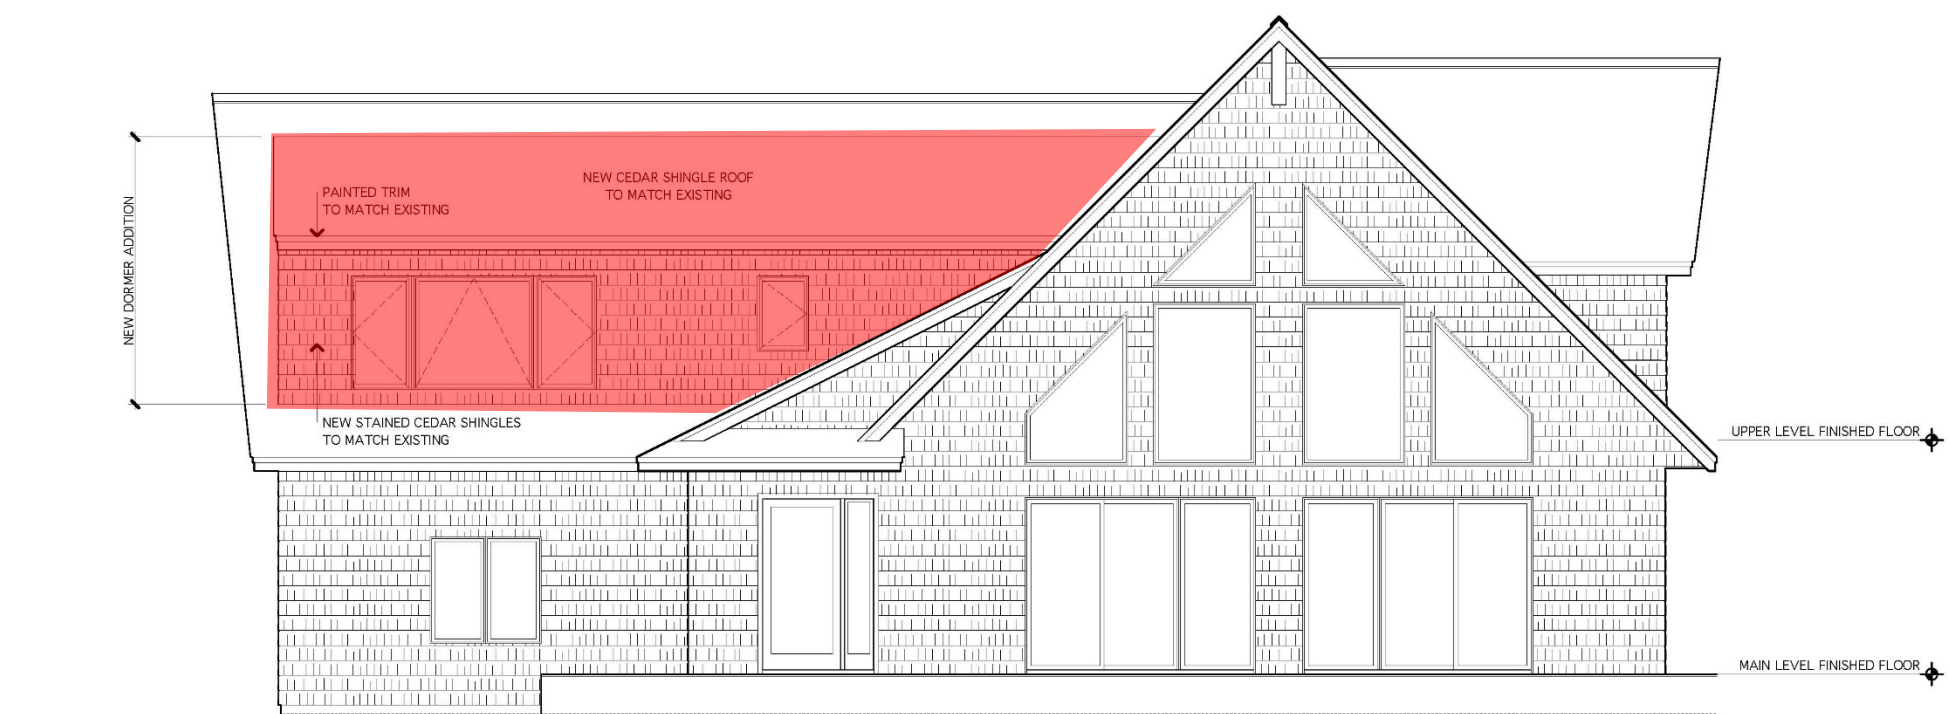 NEW DORMER ADDITION
PAINTED TRIM
TO MATCH EXISTING
NEW CEDAR SHINGLE ROOF
TO MATCH EXISTING
NEW STAINED CEDAR SHINGLES
TO MATCH EXISTING
UPPER LEVEL FINISHED FLOOR
MAIN LEVEL FINISHED FLOOR